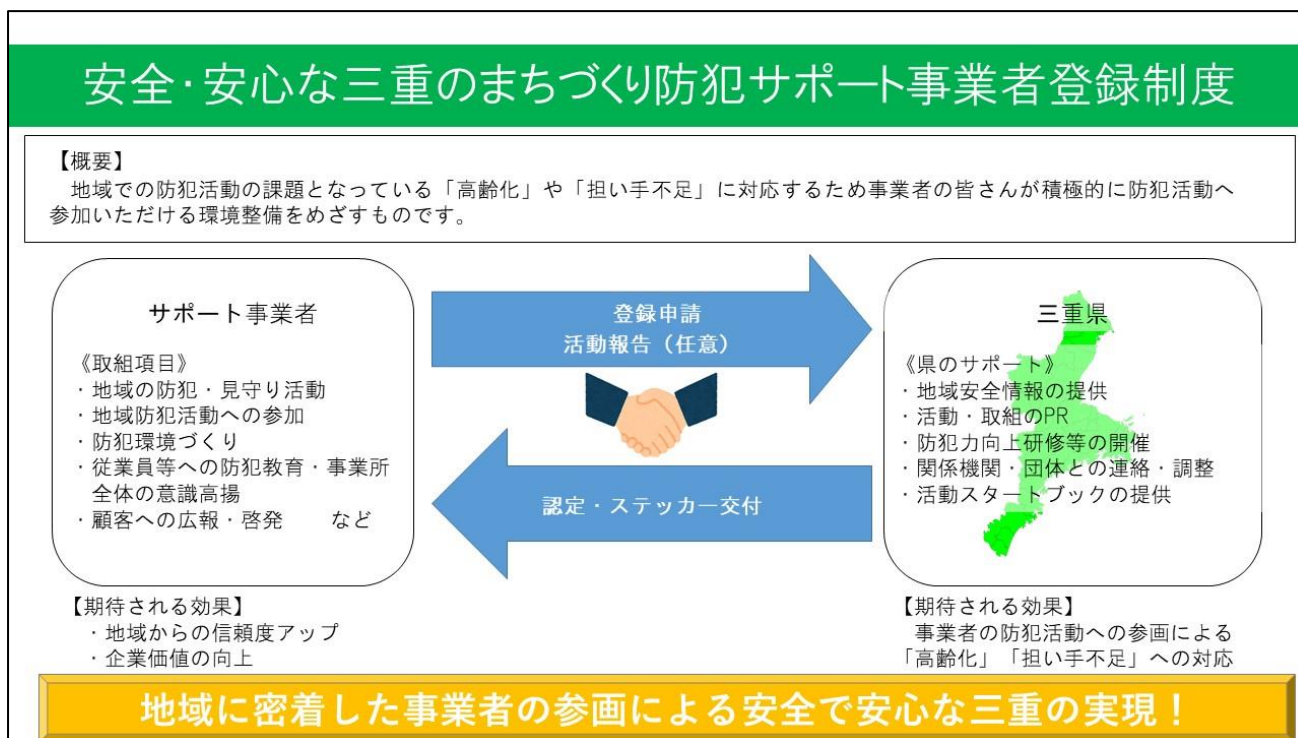 安全・安心な三重のまちづくり防犯サポート事業者登録制度
【概要】
地域での防犯活動の課題となっている「高齢化」や「担い手不足」に対応するため事業者の皆さんが積極的に防犯活動へ
参加いただける環境整備をめざすものです。
サポート事業者
《取組項目》
・地域の防犯・見守り活動
・地域防犯活動への参加
・防犯環境づくり
・従業員等への防犯教育・事業所
全体の意識高揚
・顧客への広報・啓発　　など
登録申請
活動報告（任意）
認定・ステッカー交付
三重県
《県のサポート》
・地域安全情報の提供
・活動・取組のPR
・防犯力向上研修等の開催
・関係機関・団体との連絡・調整
・活動スタートブックの提供
【期待される効果】
・地域からの信頼度アップ
・企業価値の向上
【期待される効果】
事業者の防犯活動への参画による
「高齢化」「担い手不足」への対応
地域に密着した事業者の参画による安全で安心な三重の実現！